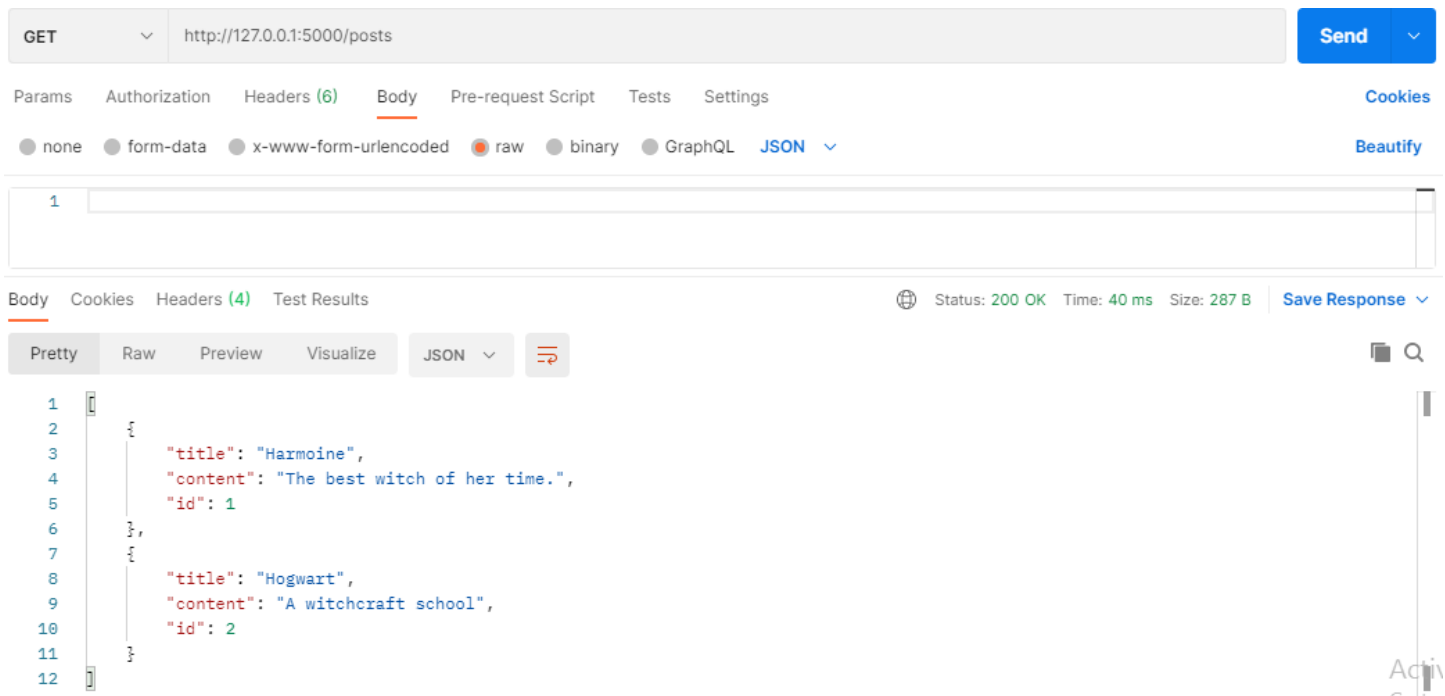 GET http://127.0.0.1:5000/posts Send
Params Authorization Headers (6) Body Pre-request Script Tests Settings Cookies
none form-data x-www-form-urlencoded raw binary GraphQL JSON Beautify
1
Body Cookies Headers (4) Test Results Status: 200 OK Time: 40 ms Size: 287 B Save Response
Pretty Raw Preview Visualize JSON
1 [
2 {
3 "title": "Harmoine",
4 "content": "The best witch of her time.",
5 "id": 1
6 },
7 {
8 "title": "Hogwart",
9 "content": "A witchcraft school",
10 "id": 2
11 }
12 ]